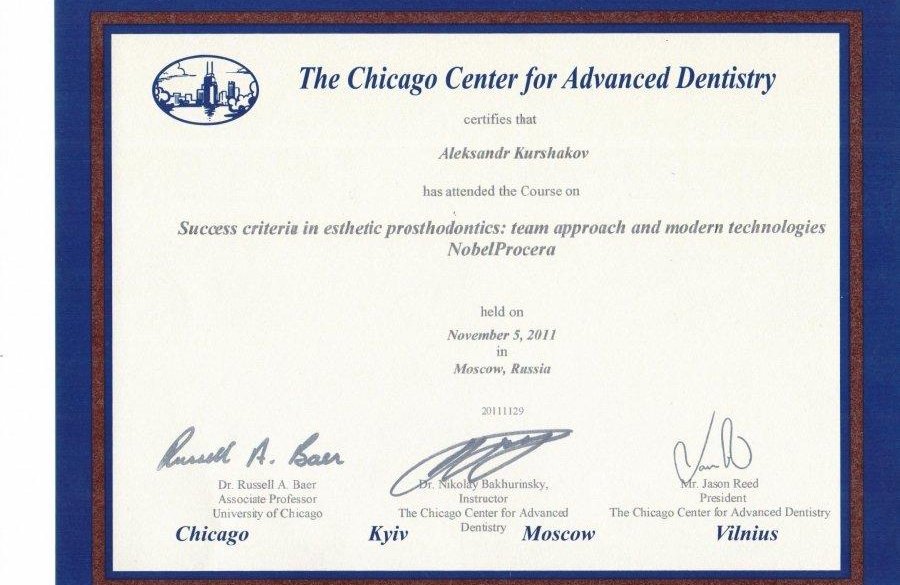 The Chicago Center for Advanced Dentistry
certifies that
Aleksandr Kurshakov
has attended the Course on
Success criteria in esthetic prosthodontics: team approach and modern technologies
NobelProcera
held on
November 5, 2011
in
Moscow, Russia
20111129
Russell A. Baer
Dr. Russell A. Baer
Associate Professor
University of Chicago
Dr. Nikolay Bakhurinsky,
Instructor
The Chicago Center for Advanced
Dentistry
Mr. Jason Reed
President
The Chicago Center for Advanced Dentistry
Chicago
Kyiv
Moscow
Vilnius